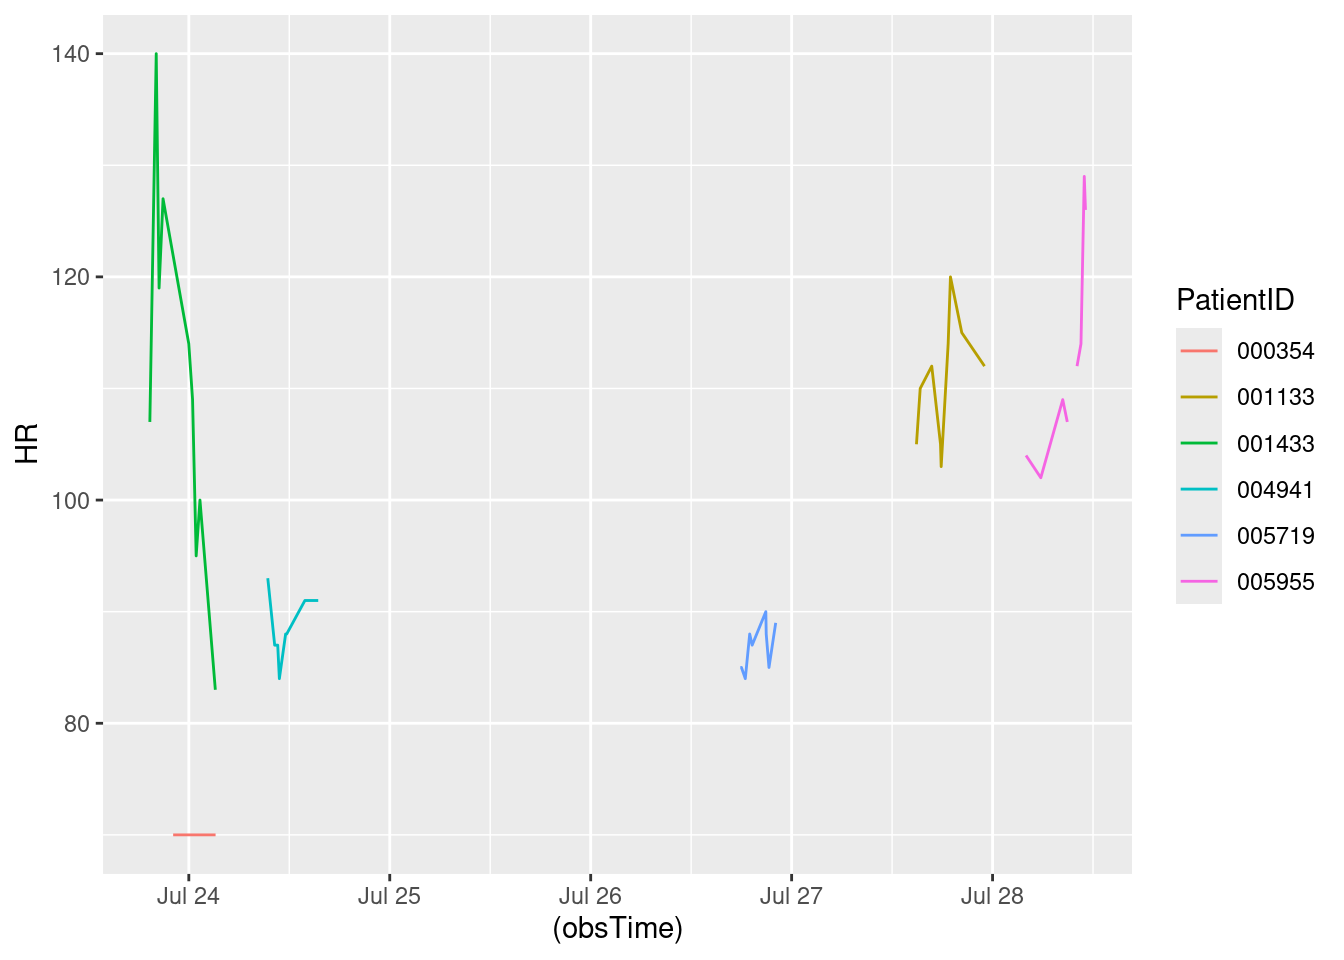 140
120
100
80
HR
Jul 24
Jul 25
Jul 26
Jul 27
Jul 28
(obsTime)
PatientID
000354
001133
001433
004941
005719
005955